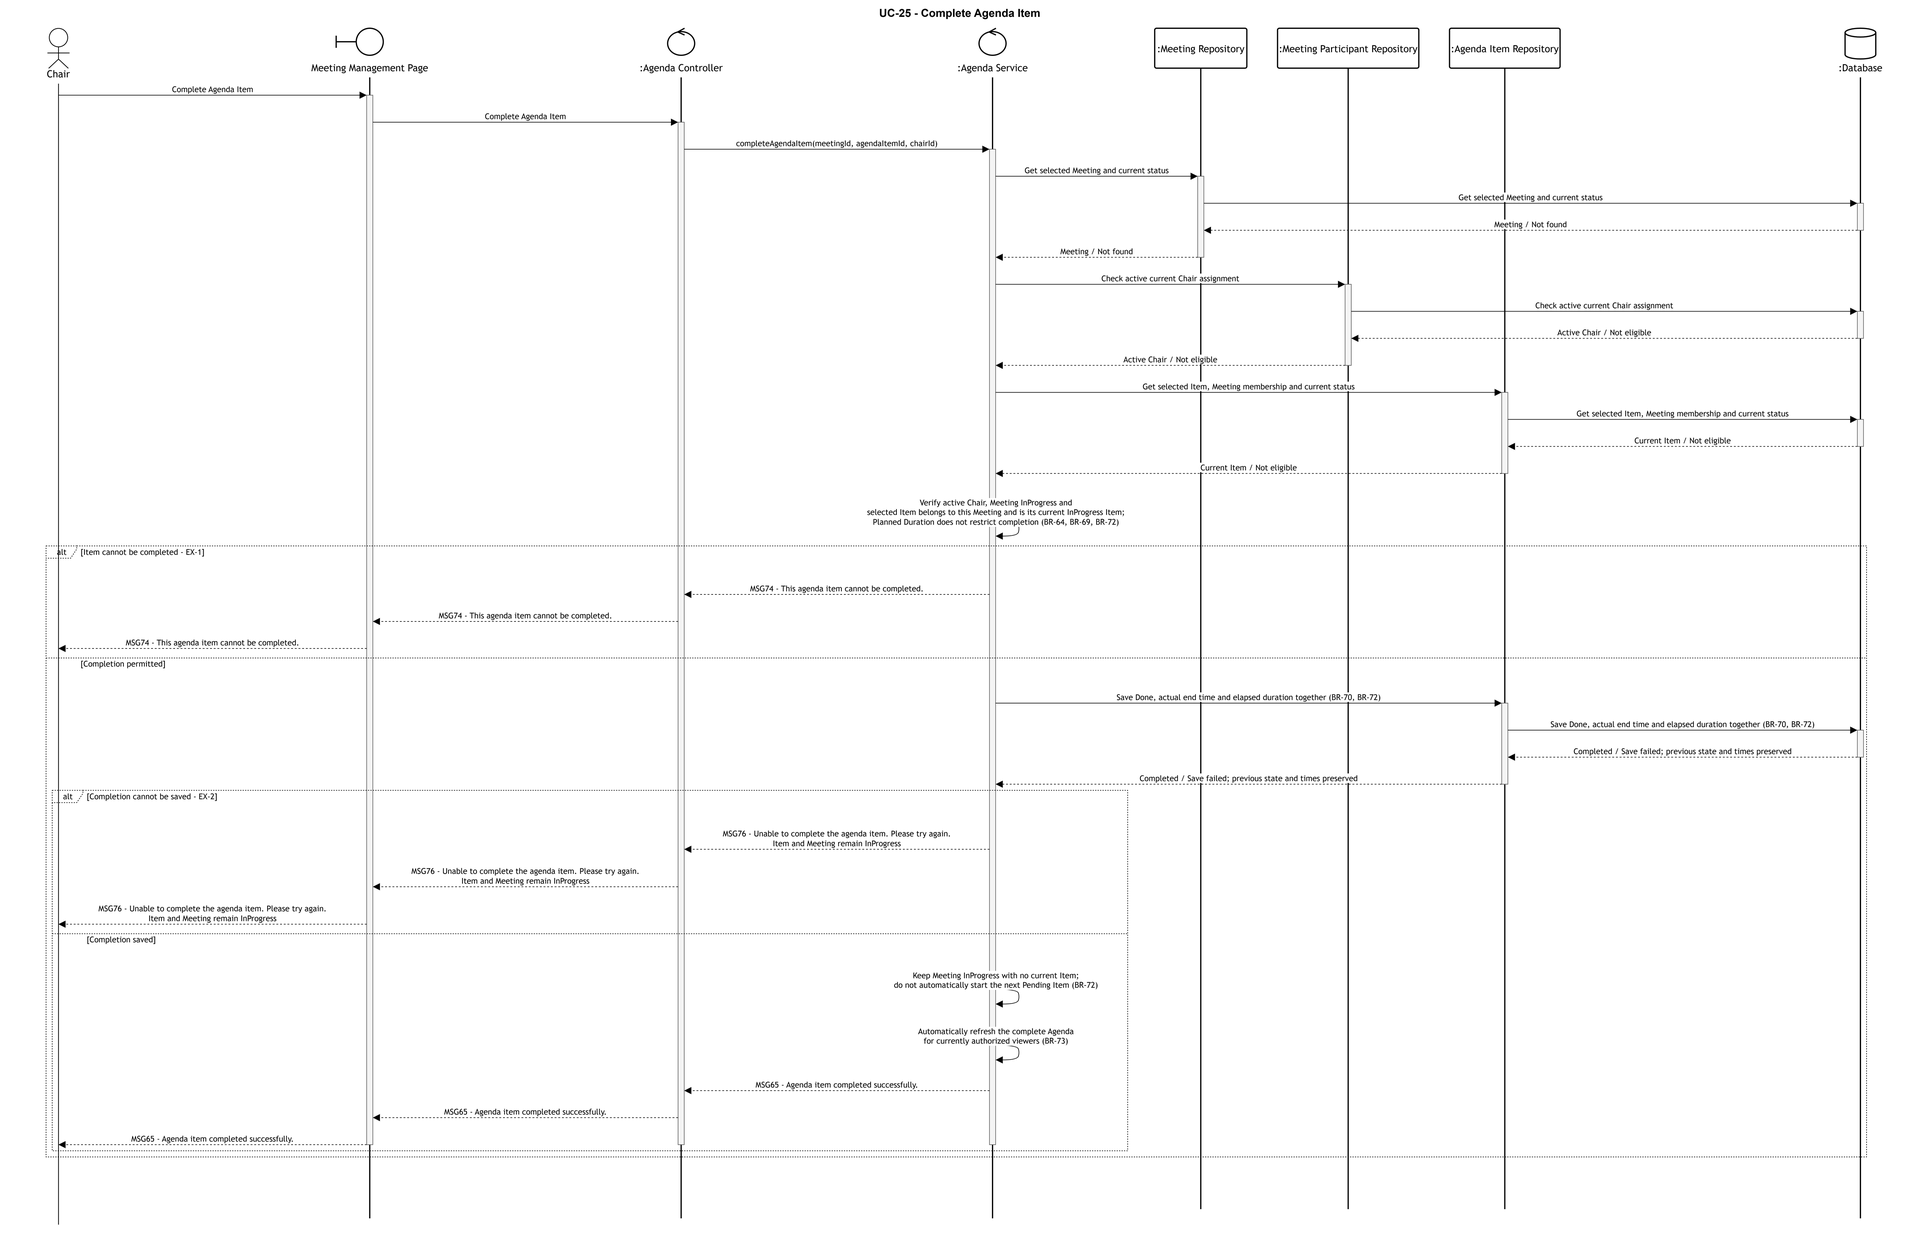 UC-25 - Complete Agenda Item
Chair
Meeting Management Page
:Agenda Controller
:Agenda Service
:Meeting Repository
:Meeting Participant Repository
:Agenda Item Repository
:Database
Complete Agenda Item
Complete Agenda Item
completeAgendaItem(meetingId, agendaItemId, chairId)
Get selected Meeting and current status
Get selected Meeting and current status
Meeting / Not found
Meeting / Not found
Check active current Chair assignment
Check active current Chair assignment
Active Chair / Not eligible
Active Chair / Not eligible
Get selected Item, Meeting membership and current status
Get selected Item, Meeting membership and current status
Current Item / Not eligible
Current Item / Not eligible
Verify active Chair, Meeting InProgress and
selected Item belongs to this Meeting and is its current InProgress Item;
Planned Duration does not restrict completion (BR-64, BR-69, BR-72)
alt [Item cannot be completed - EX-1]
MSG74 - This agenda item cannot be completed.
MSG74 - This agenda item cannot be completed.
MSG74 - This agenda item cannot be completed.
[Completion permitted]
Save Done, actual end time and elapsed duration together (BR-70, BR-72)
Save Done, actual end time and elapsed duration together (BR-70, BR-72)
Completed / Save failed; previous state and times preserved
Completed / Save failed; previous state and times preserved
alt [Completion cannot be saved - EX-2]
MSG76 - Unable to complete the agenda item. Please try again.
Item and Meeting remain InProgress
MSG76 - Unable to complete the agenda item. Please try again.
Item and Meeting remain InProgress
MSG76 - Unable to complete the agenda item. Please try again.
Item and Meeting remain InProgress
[Completion saved]
Keep Meeting InProgress with no current Item;
do not automatically start the next Pending Item (BR-72)
Automatically refresh the complete Agenda
for currently authorized viewers (BR-73)
MSG65 - Agenda item completed successfully.
MSG65 - Agenda item completed successfully.
MSG65 - Agenda item completed successfully.